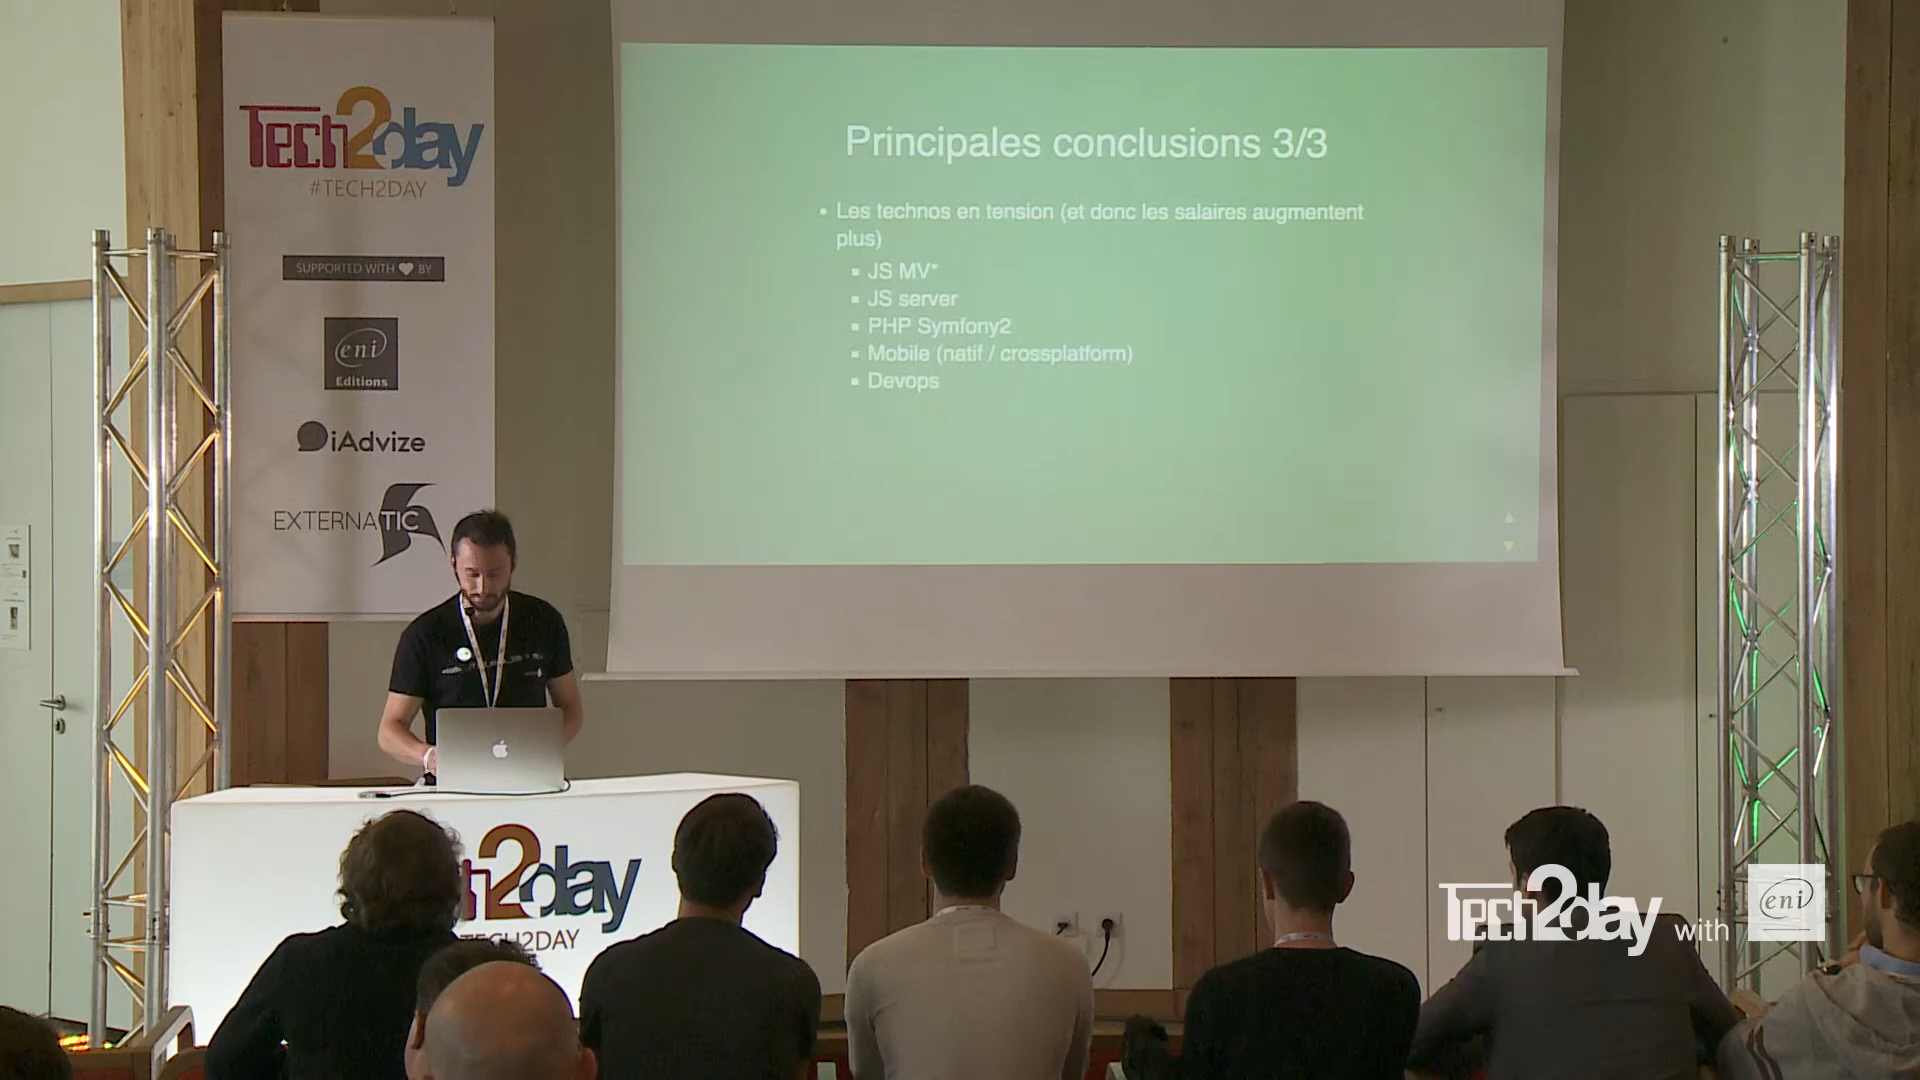 Tech2day
#TECH2DAY
SUPPORTED WITH BY
eni
Editions
iAdvize
EXTERNATIC
Principales conclusions 3/3
Les technos en tension (et donc les salaires augmentent
plus)
JS MV*
JS server
PHP Symfony2
Mobile (natif / crossplatform)
Devops
h2day
TECH2DAY
Tech2day with eni